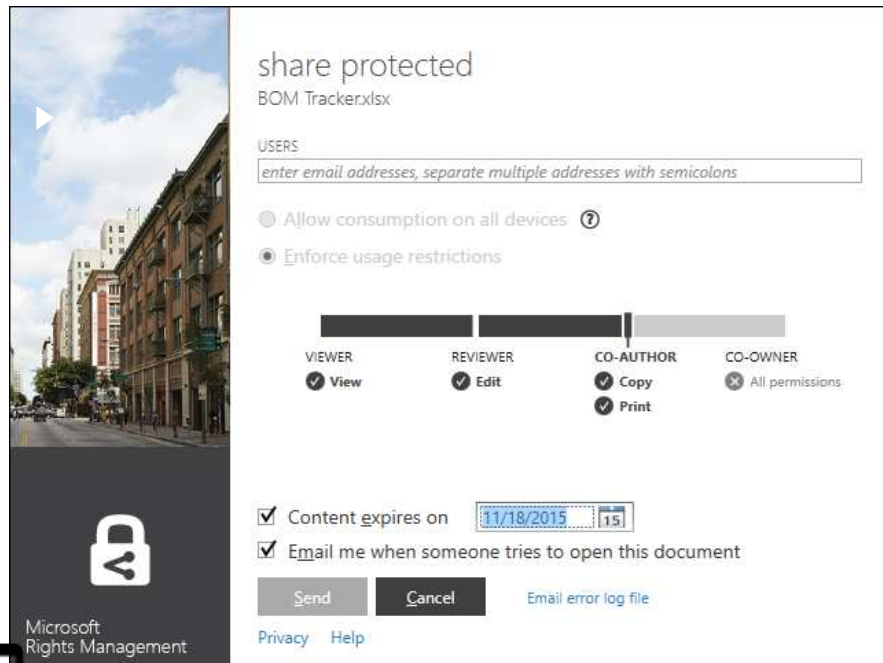 share protected
BOM Tracker.xlsx
USERS
enter email addresses, separate multiple addresses with semicolons
Allow consumption on all devices ?
Enforce usage restrictions
VIEWER REVIEWER CO-AUTHOR CO-OWNER
View Edit Copy All permissions
Print
Content expires on 11/18/2015 15
Email me when someone tries to open this document
Send Cancel Email error log file
Privacy Help
Microsoft
Rights Management